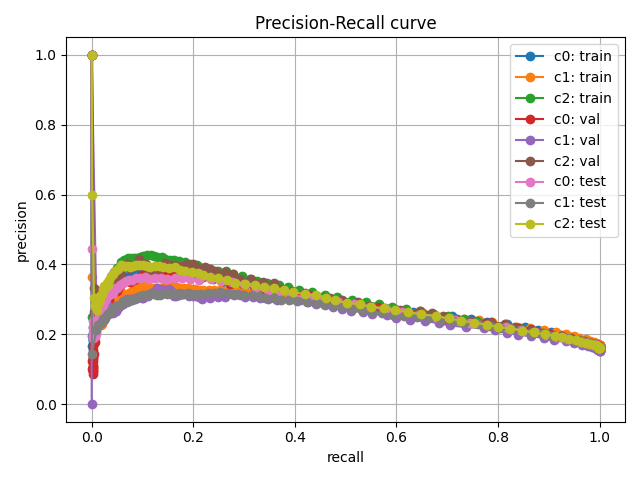 Precision-Recall curve
1.0
0.8
0.6
0.4
0.2
0.0
precision
c0: train
c1: train
c2: train
c0: val
c1: val
c2: val
c0: test
c1: test
c2: test
0.0 0.2 0.4 0.6 0.8 1.0
recall